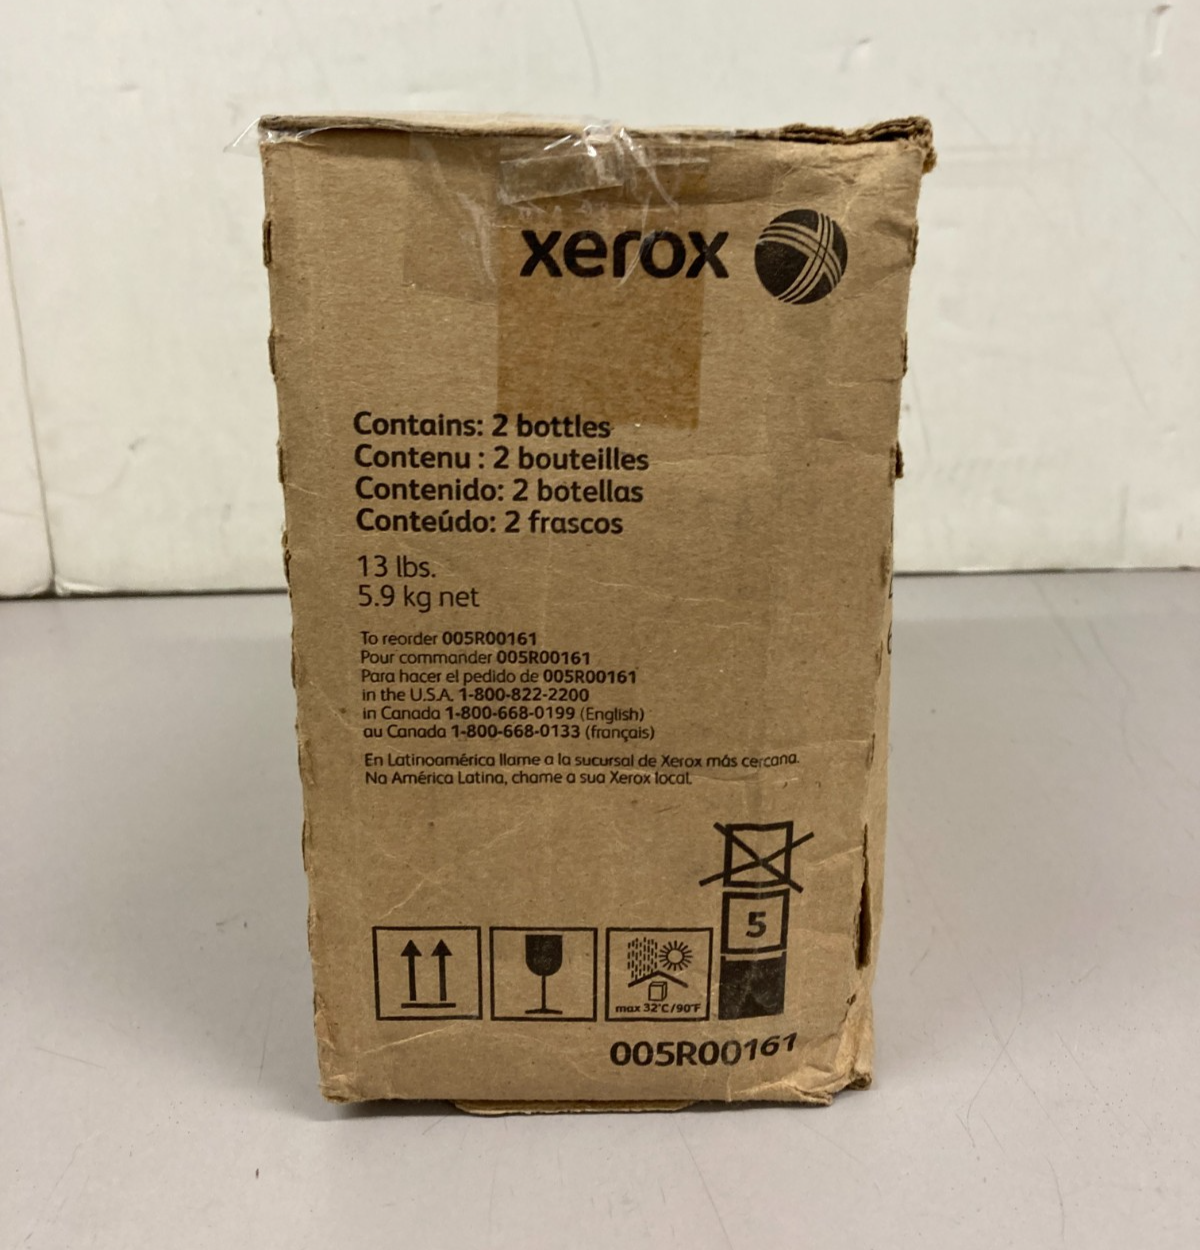 xerox
Contains: 2 bottles
Contenu : 2 bouteilles
Contenido: 2 botellas
Conteúdo: 2 frascos
13 lbs.
5.9 kg net
To reorder 005R00161
Pour commander 005R00161
Para hacer el pedido de 005R00161
in the U.S.A. 1-800-822-2200
in Canada 1-800-668-0199 (English)
au Canada 1-800-668-0133 (français)
En Latinoamérica llame a la sucursal de Xerox más cercana.
Na América Latina, chame a sua Xerox local.
5
max 32°C/90°F
005R00161